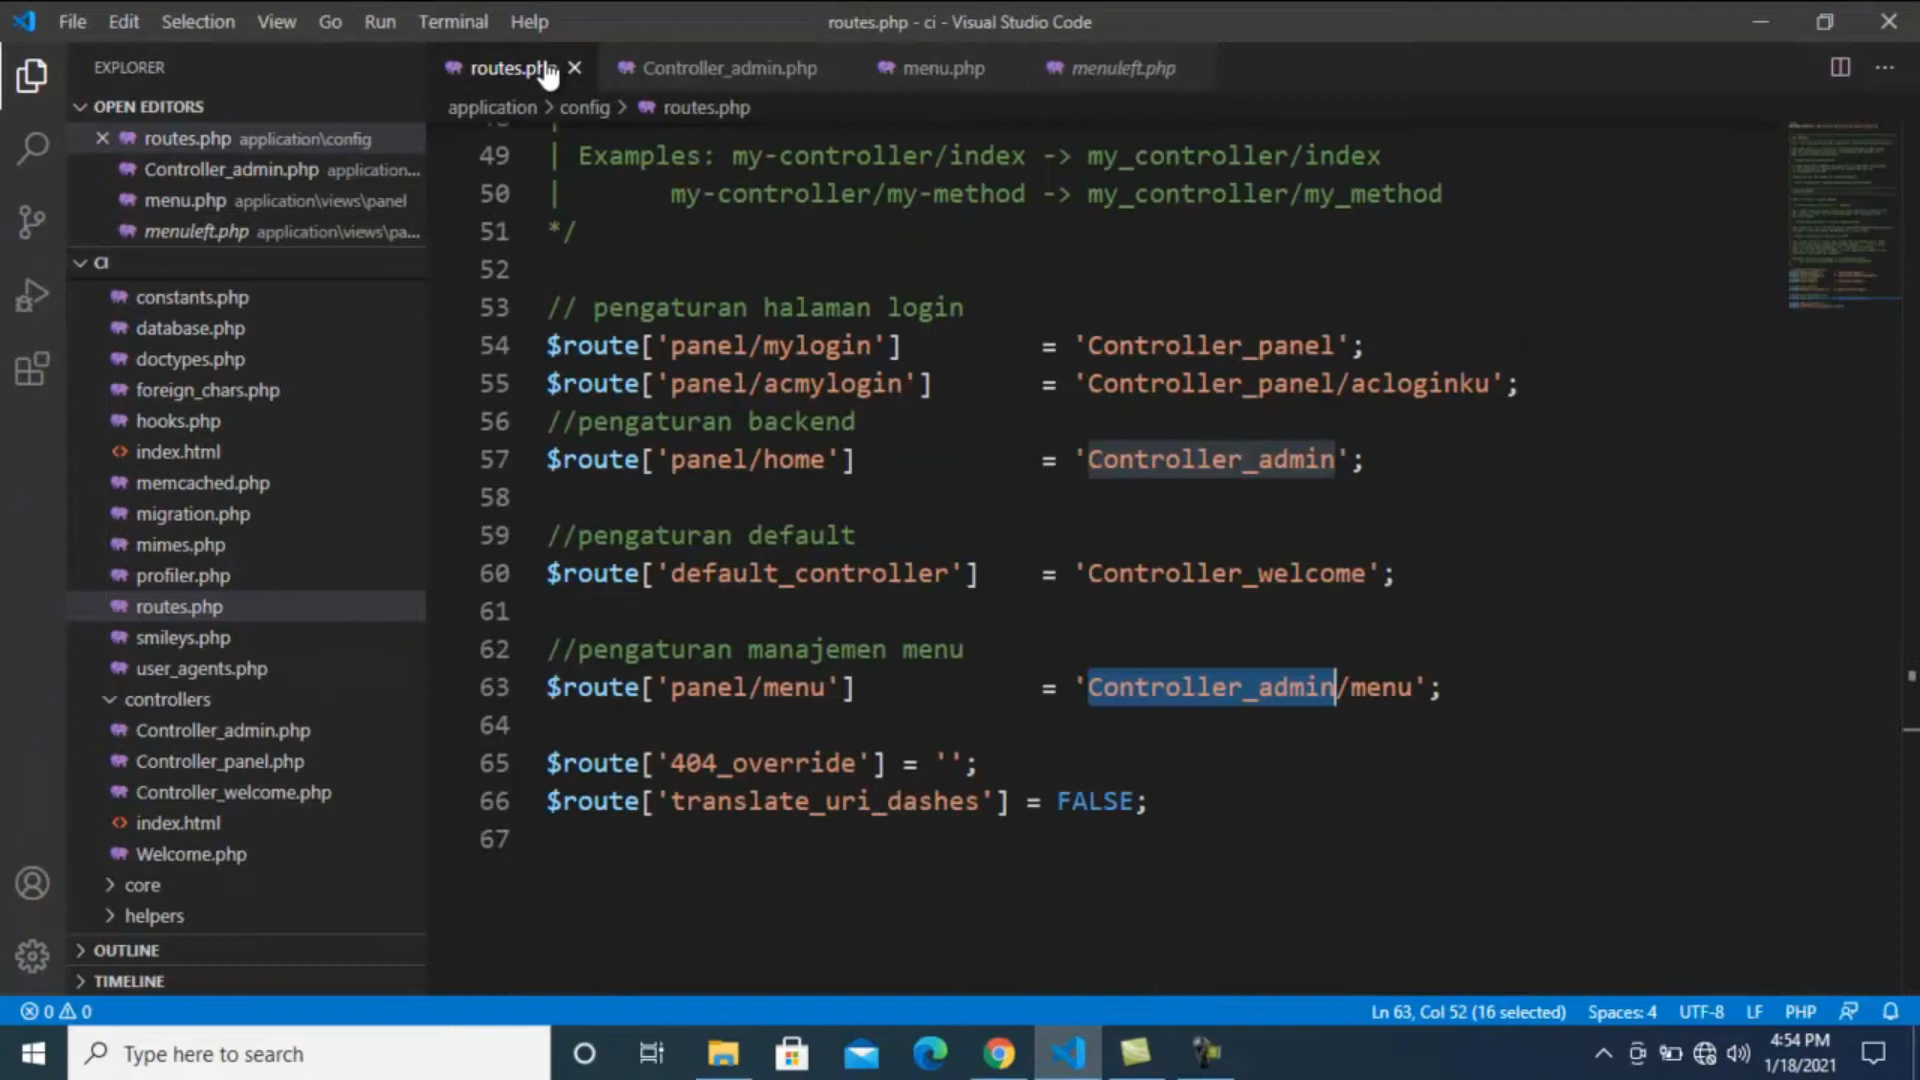 File Edit Selection View Go Run Terminal Help
routes.php - ci - Visual Studio Code
EXPLORER
OPEN EDITORS
routes.php application\config
Controller_admin.php application...
menu.php application\views\panel
menuleft.php application\views\pa...
CI
constants.php
database.php
doctypes.php
foreign_chars.php
hooks.php
index.html
memcached.php
migration.php
mimes.php
profiler.php
routes.php
smileys.php
user_agents.php
controllers
Controller_admin.php
Controller_panel.php
Controller_welcome.php
index.html
Welcome.php
core
helpers
OUTLINE
TIMELINE
routes.php Controller_admin.php menu.php menuleft.php
application > config > routes.php
49 | Examples: my-controller/index -> my_controller/index
50 | my-controller/my-method -> my_controller/my_method
51 */
52
53 // pengaturan halaman login
54 $route['panel/mylogin'] = 'Controller_panel';
55 $route['panel/acmylogin'] = 'Controller_panel/acloginku';
56 //pengaturan backend
57 $route['panel/home'] = 'Controller_admin';
58
59 //pengaturan default
60 $route['default_controller'] = 'Controller_welcome';
61
62 //pengaturan manajemen menu
63 $route['panel/menu'] = 'Controller_admin/menu';
64
65 $route['404_override'] = '';
66 $route['translate_uri_dashes'] = FALSE;
67
0 0
Ln 63, Col 52 (16 selected) Spaces: 4 UTF-8 LF PHP
Type here to search
4:54 PM
1/18/2021